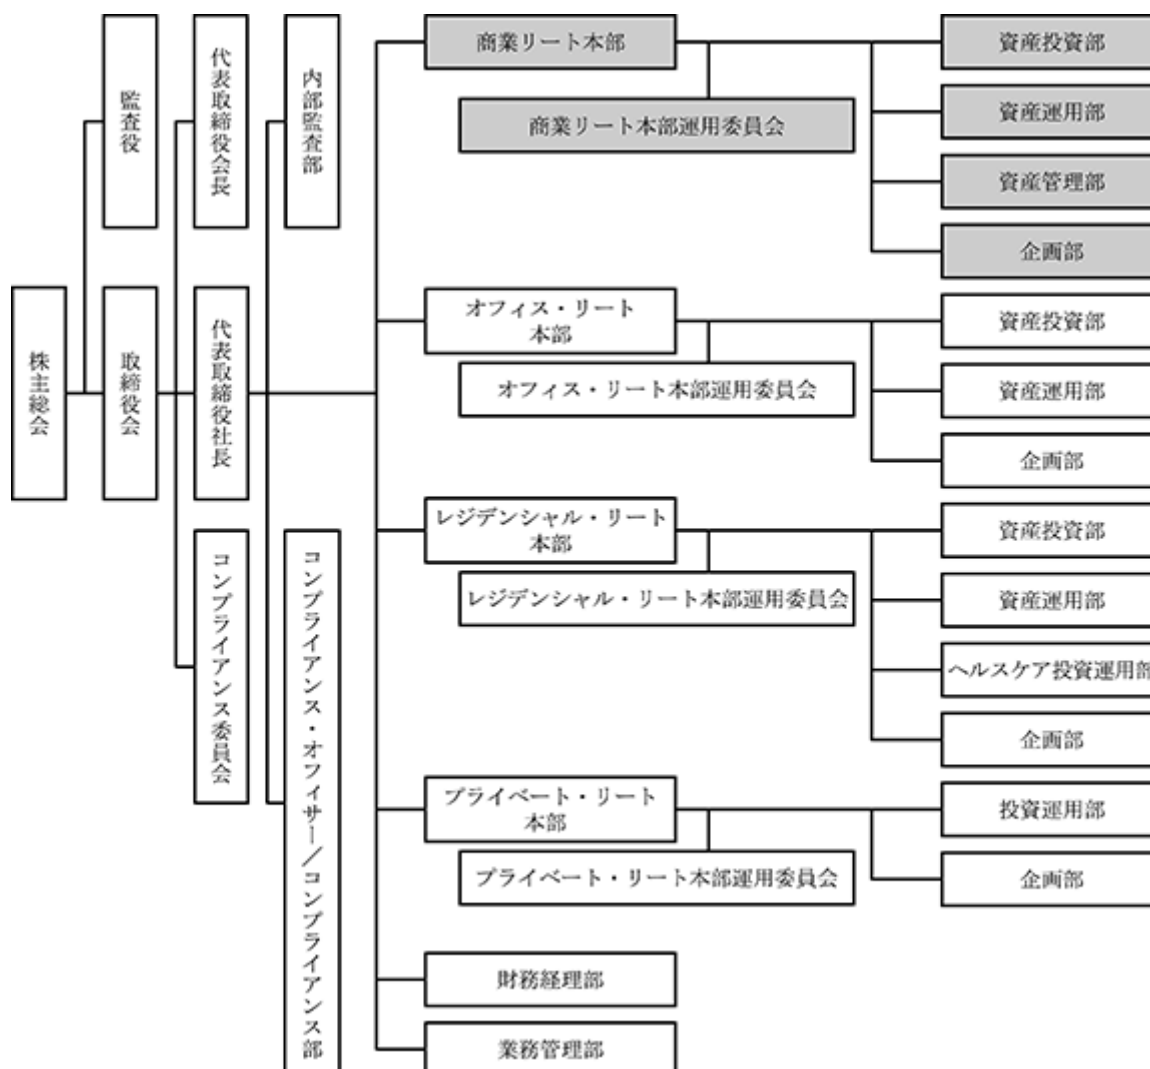 株主総会
監査役
取締役会
代表取締役会長
代表取締役社長
コンプライアンス委員会
内部監査部
コンプライアンス・オフィサー／コンプライアンス部
商業リート本部
商業リート本部運用委員会
資産投資部
資産運用部
資産管理部
企画部
オフィス・リート
本部
オフィス・リート本部運用委員会
資産投資部
資産運用部
企画部
レジデンシャル・リート
本部
レジデンシャル・リート本部運用委員会
資産投資部
資産運用部
ヘルスケア投資運用部
企画部
プライベート・リート
本部
プライベート・リート本部運用委員会
投資運用部
企画部
財務経理部
業務管理部